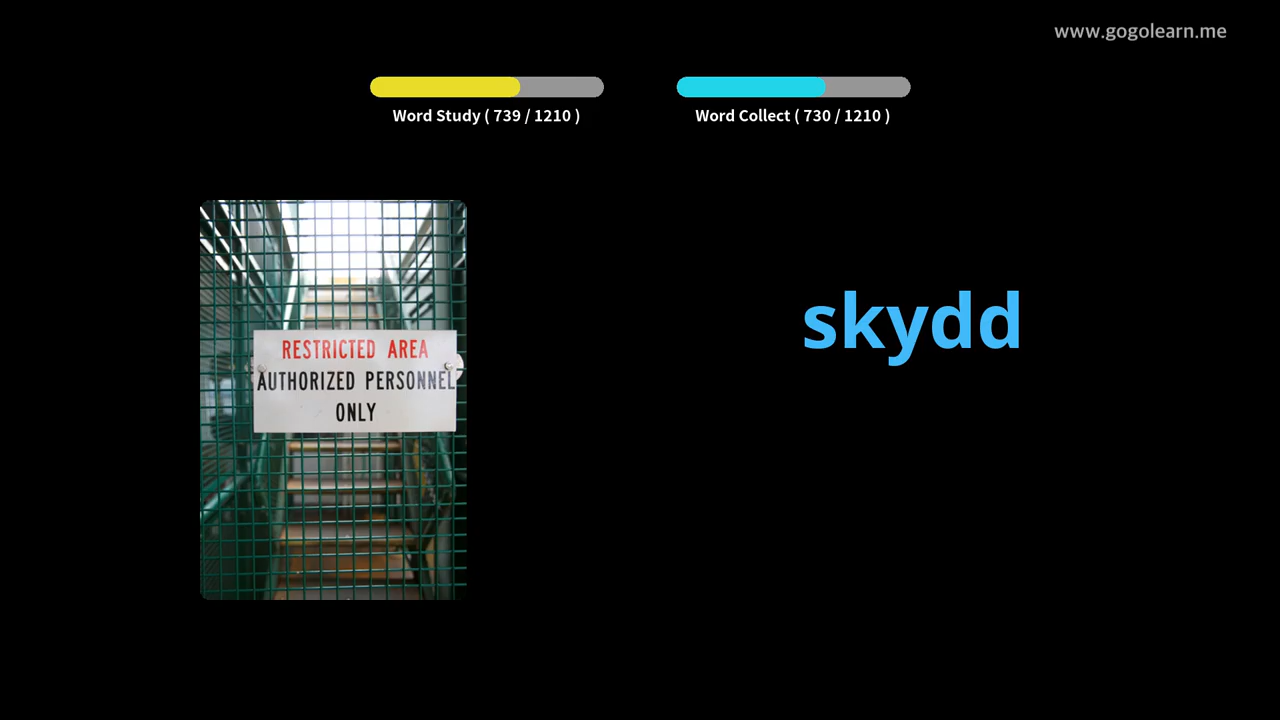 www.gogolearn.me
Word Study ( 739 / 1210 )
Word Collect ( 730 / 1210 )
RESTRICTED AREA
AUTHORIZED PERSONNEL
ONLY
skydd